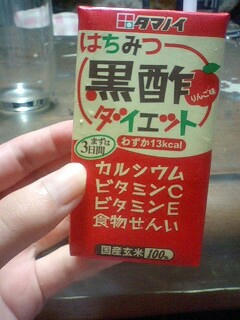 タマノイ
はちみつ
黒酢
りんご味
ダイエット
まずは
3日間
わずか13kcal
カルシウム
ビタミンC
ビタミンE
食物せんい
国産玄米100%